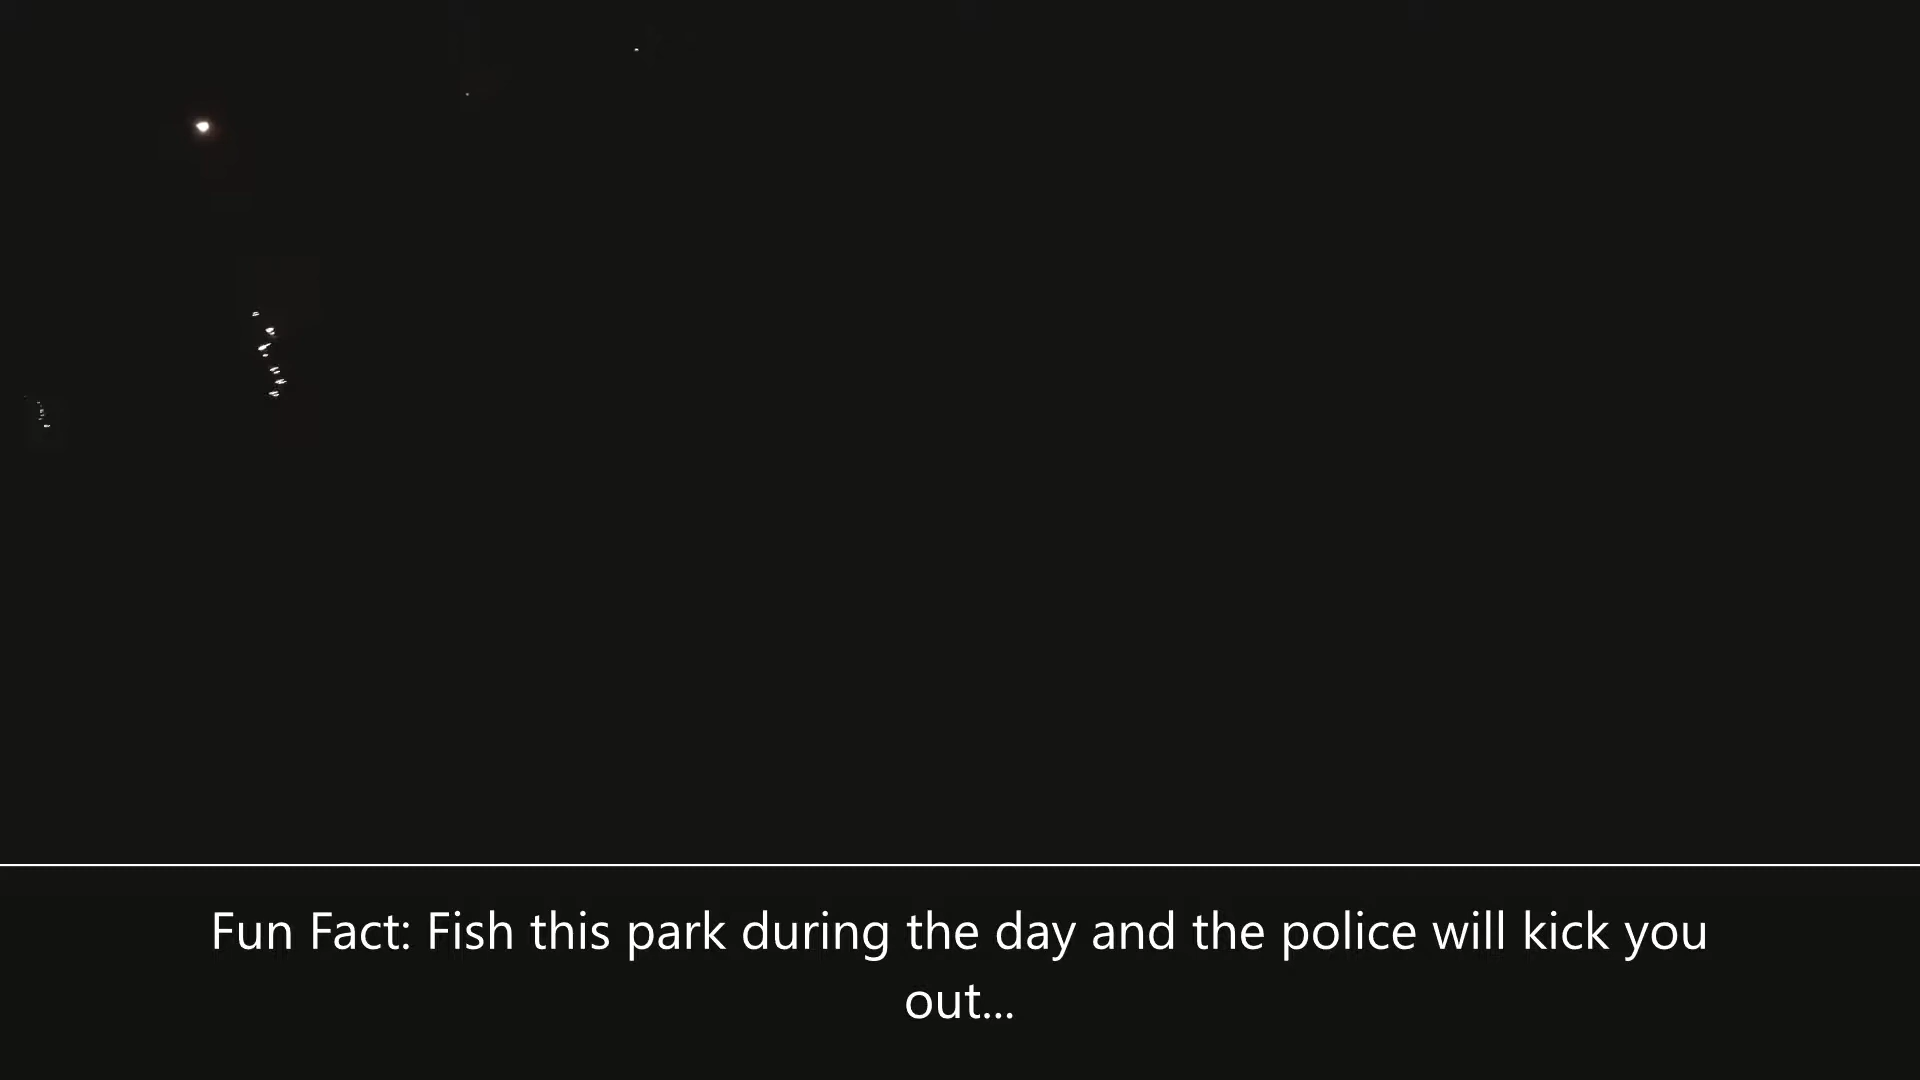 Fun Fact: Fish this park during the day and the police will kick you
out...